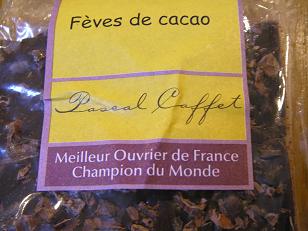 Fèves de cacao
Pascal Caffet
Meilleur Ouvrier de France
Champion du Monde